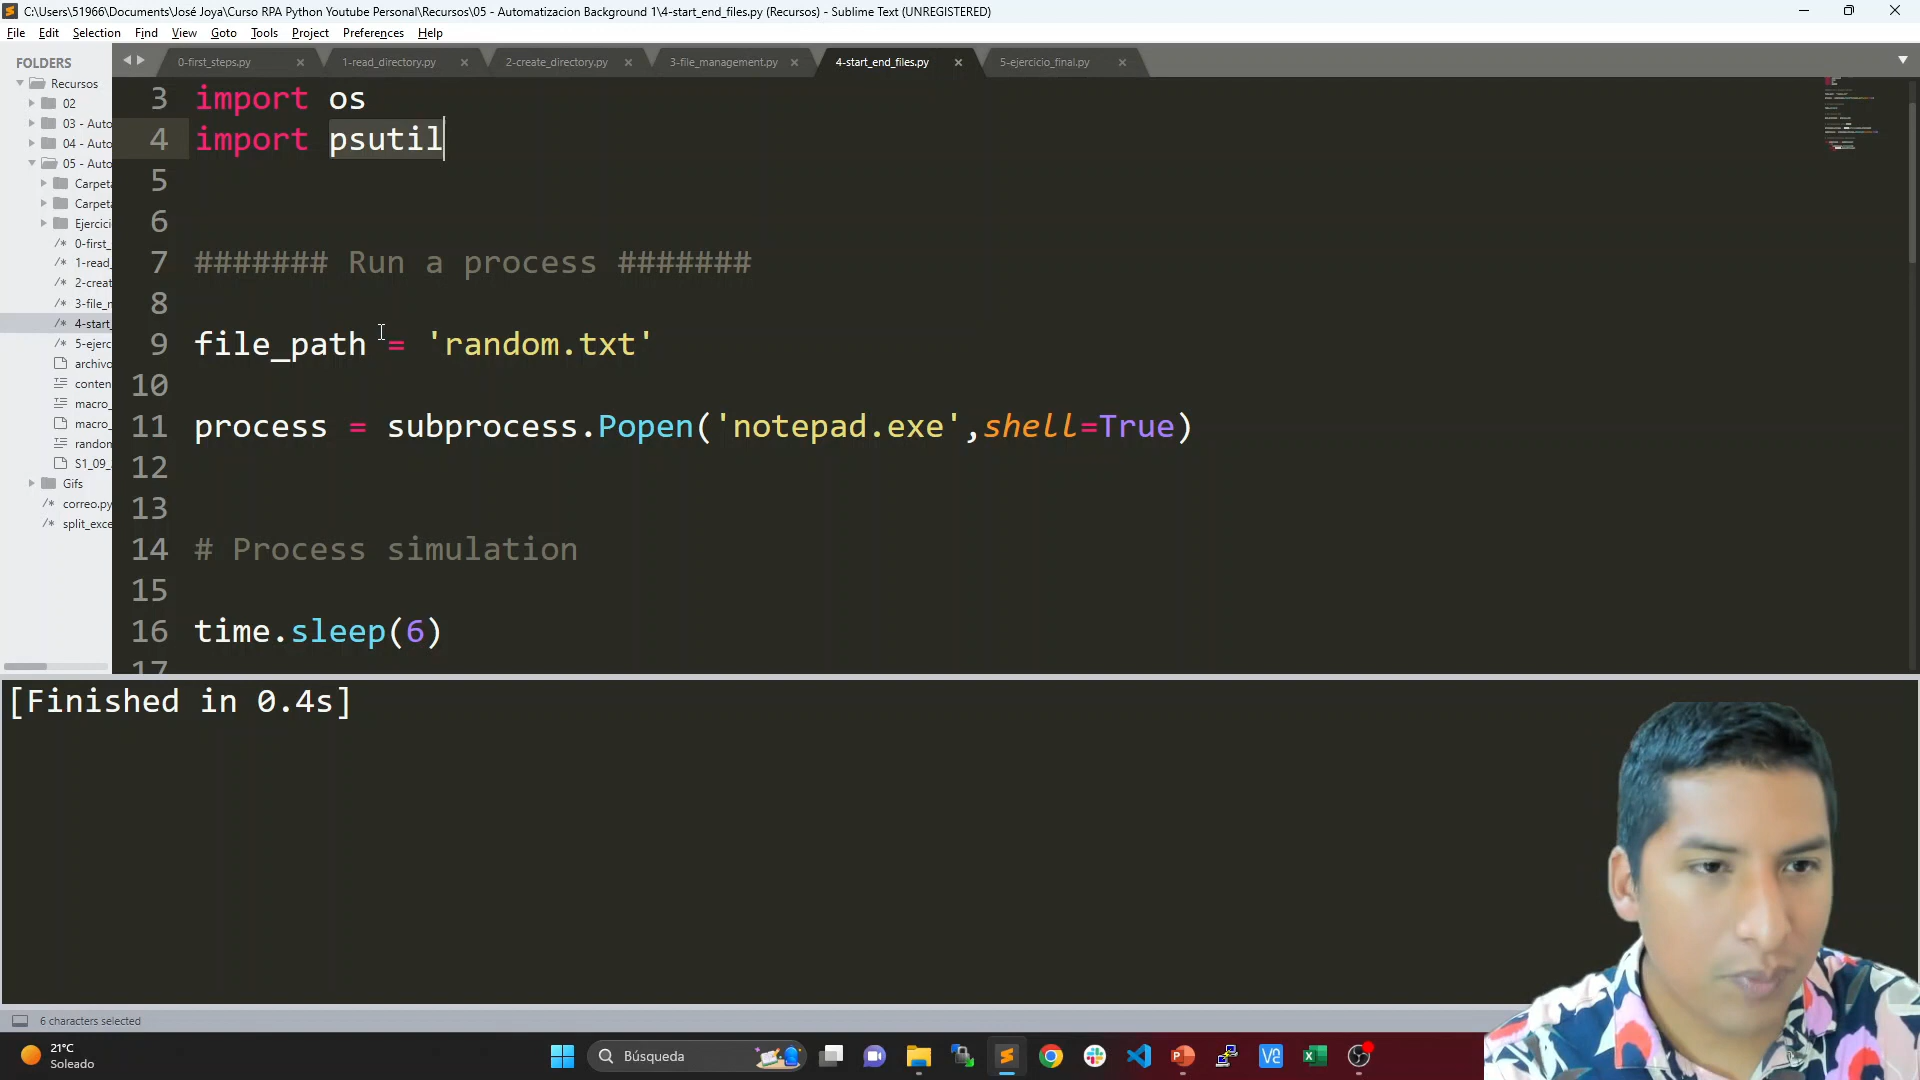 C:\Users\51966\Documents\José Joya\Curso RPA Python Youtube Personal\Recursos\05 - Automatizacion Background 1\4-start_end_files.py (Recursos) - Sublime Text (UNREGISTERED)
File Edit Selection Find View Goto Tools Project Preferences Help
FOLDERS
Recursos
02
03 - Auto
04 - Auto
05 - Auto
Carpeta
Carpeta
Ejercici
0-first_
1-read_
2-creat
3-file_
4-start_
5-ejerc
archivo
conten
macro_
macro_
random
S1_09_
Gifs
correo.py
split_exce
0-first_steps.py
1-read_directory.py
2-create_directory.py
3-file_management.py
4-start_end_files.py
5-ejercicio_final.py
3 import os
4 import psutil
5
6
7 ####### Run a process #######
8
9 file_path = 'random.txt'
10
11 process = subprocess.Popen('notepad.exe',shell=True)
12
13
14 # Process simulation
15
16 time.sleep(6)
17
[Finished in 0.4s]
6 characters selected
21°C
Soleado
Búsqueda